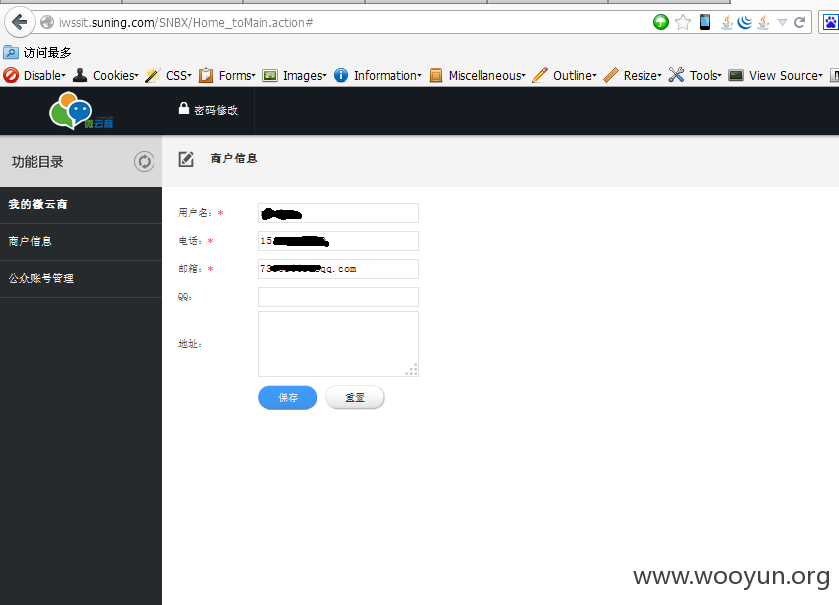 iwssit.suning.com/SNBX/Home_toMain.action#
访问最多
Disable Cookies CSS Forms Images Information Miscellaneous Outline Resize Tools View Source
微云商 密码修改
功能目录 商户信息
我的微云商
商户信息
公众账号管理
用户名：*
电话：* 15
邮箱：* 73 qq.com
QQ：
地址：
保存 重置
www.wooyun.org